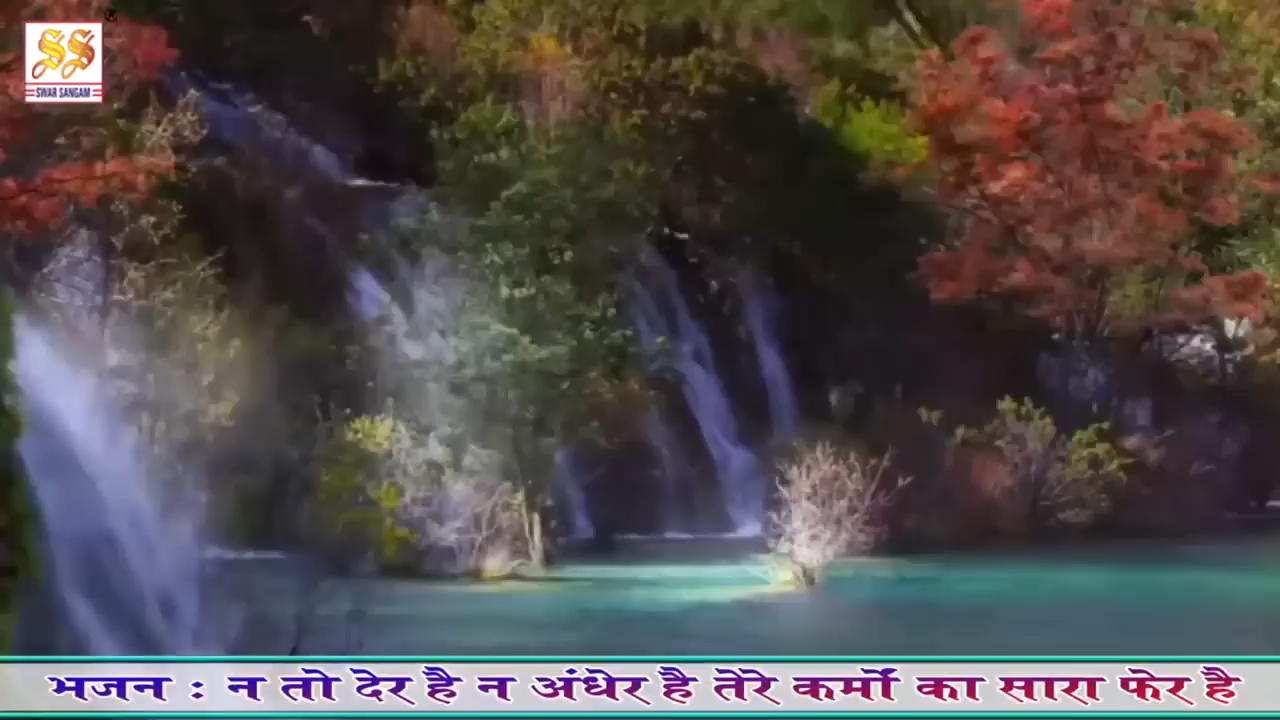 SS
SWAR SANGAM
भजन : न तो देर है न अंधेर है तेरे कर्मों का सारा फेर है